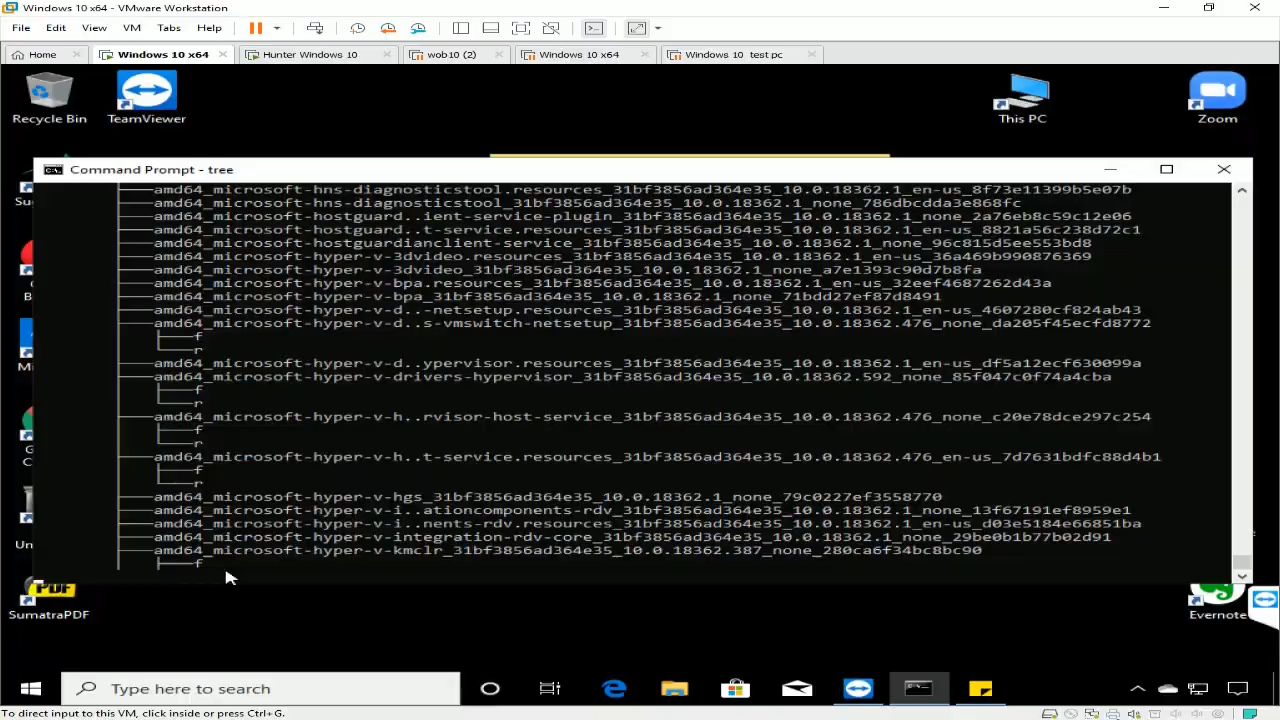 Windows 10 x64 - VMware Workstation
File Edit View VM Tabs Help
Home Windows 10 x64 Hunter Windows 10 wob10 (2) Windows 10 x64 Windows 10 test pc
Recycle Bin TeamViewer This PC Zoom
Command Prompt - tree
amd64_microsoft-hns-diagnosticstool.resources_31bf3856ad364e35_10.0.18362.1_en-us_8f73e11399b5e07b
amd64_microsoft-hns-diagnosticstool_31bf3856ad364e35_10.0.18362.1_none_786dbcdda3e868fc
amd64_microsoft-hostguard..ient-service-plugin_31bf3856ad364e35_10.0.18362.1_none_2a76eb8c59c12e06
amd64_microsoft-hostguard..t-service.resources_31bf3856ad364e35_10.0.18362.1_en-us_8821a56c238d72c1
amd64_microsoft-hostguardianclient-service_31bf3856ad364e35_10.0.18362.1_none_96c815d5ee553bd8
amd64_microsoft-hyper-v-3dvideo.resources_31bf3856ad364e35_10.0.18362.1_en-us_36a469b990876369
amd64_microsoft-hyper-v-3dvideo_31bf3856ad364e35_10.0.18362.1_none_a7e1393c90d7b8fa
amd64_microsoft-hyper-v-bpa.resources_31bf3856ad364e35_10.0.18362.1_en-us_32eef4687262d43a
amd64_microsoft-hyper-v-bpa_31bf3856ad364e35_10.0.18362.1_none_71bdd27ef87d8491
amd64_microsoft-hyper-v-d..-netsetup.resources_31bf3856ad364e35_10.0.18362.1_en-us_4607280cf824ab43
amd64_microsoft-hyper-v-d..s-vmswitch-netsetup_31bf3856ad364e35_10.0.18362.476_none_da205f45ecfd8772
f
r
amd64_microsoft-hyper-v-d..ypervisor.resources_31bf3856ad364e35_10.0.18362.1_en-us_df5a12ecf630099a
amd64_microsoft-hyper-v-drivers-hypervisor_31bf3856ad364e35_10.0.18362.592_none_85f047c0f74a4cba
f
r
amd64_microsoft-hyper-v-h..rvisor-host-service_31bf3856ad364e35_10.0.18362.476_none_c20e78dce297c254
f
r
amd64_microsoft-hyper-v-h..t-service.resources_31bf3856ad364e35_10.0.18362.476_en-us_7d7631bdfc88d4b1
f
r
amd64_microsoft-hyper-v-hgs_31bf3856ad364e35_10.0.18362.1_none_79c0227ef3558770
amd64_microsoft-hyper-v-i..ationcomponents-rdv_31bf3856ad364e35_10.0.18362.1_none_13f67191ef8959e1
amd64_microsoft-hyper-v-i..nents-rdv.resources_31bf3856ad364e35_10.0.18362.1_en-us_d03e5184e66851ba
amd64_microsoft-hyper-v-integration-rdv-core_31bf3856ad364e35_10.0.18362.1_none_29be0b1b77b02d91
amd64_microsoft-hyper-v-kmclr_31bf3856ad364e35_10.0.18362.387_none_280ca6f34bc8bc90
f
SumatraPDF Evernote
Type here to search
To direct input to this VM, click inside or press Ctrl+G.